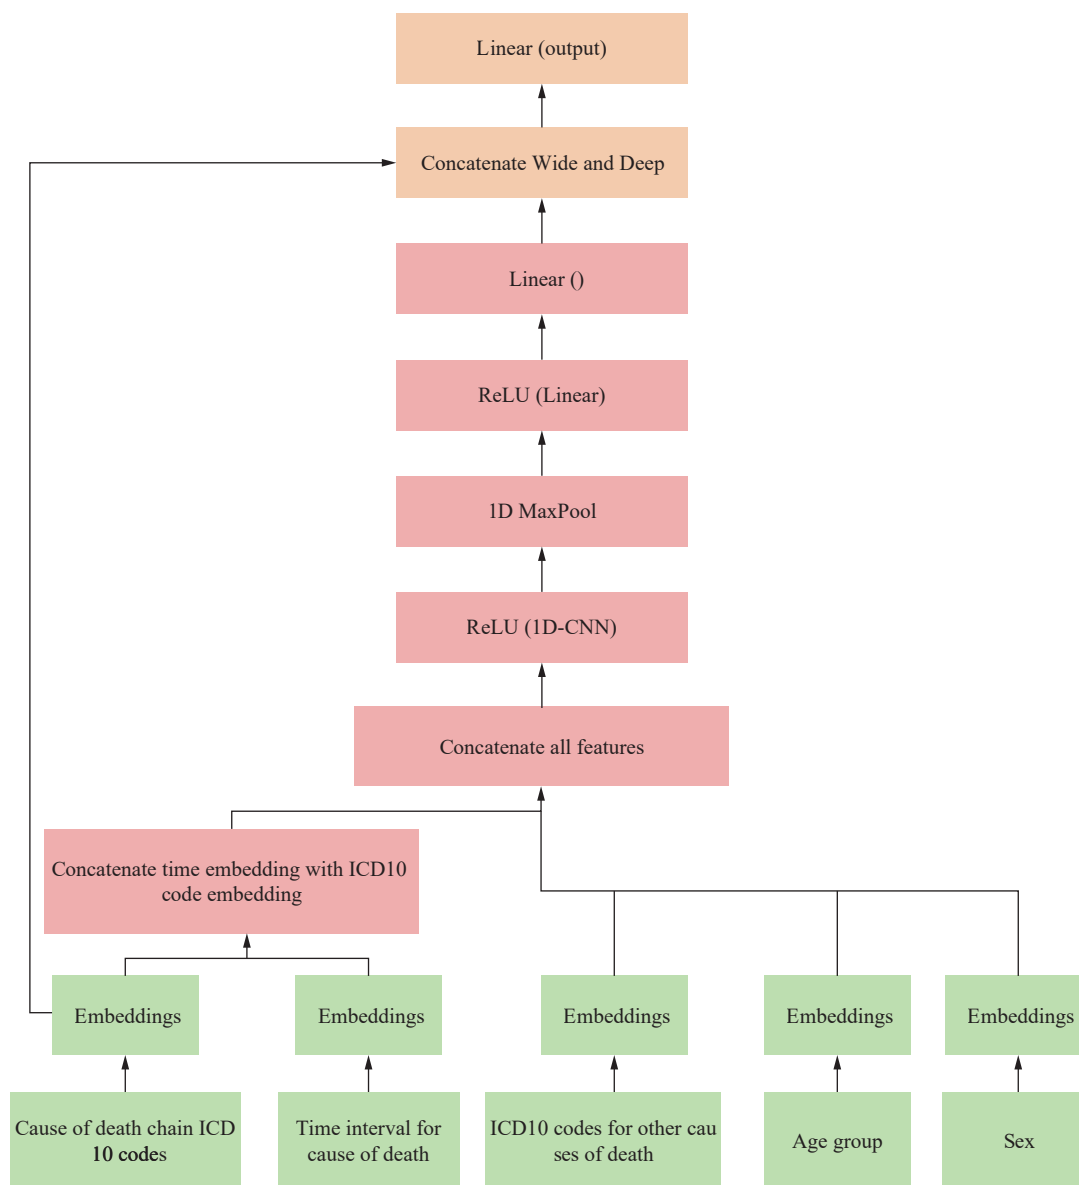 Linear (output)
Concatenate Wide and Deep
Linear ()
ReLU (Linear)
1D MaxPool
ReLU (1D-CNN)
Concatenate all features
Concatenate time embedding with ICD10
code embedding
Embeddings
Embeddings
Embeddings
Embeddings
Embeddings
Cause of death chain ICD
10 codes
Time interval for
cause of death
ICD10 codes for other cau
ses of death
Age group
Sex